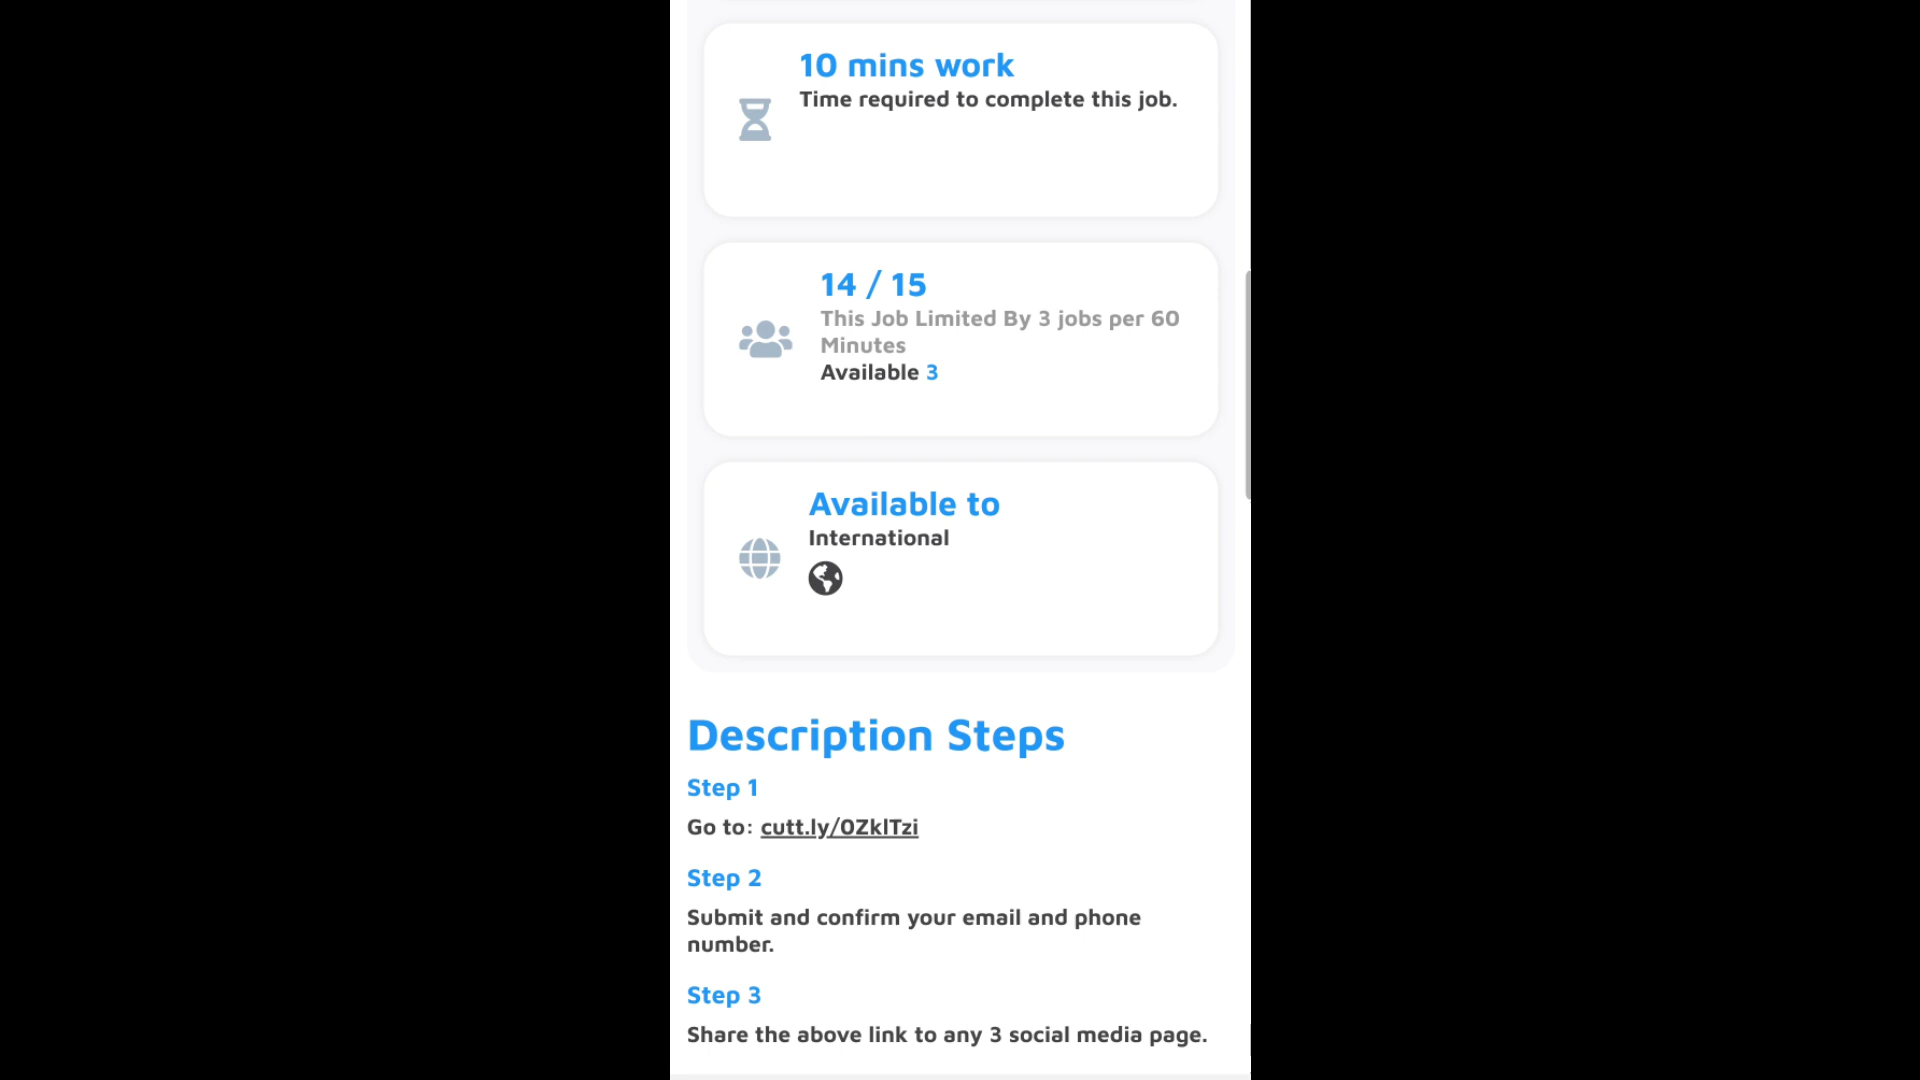 10 mins work
Time required to complete this job.
14 / 15
This Job Limited By 3 jobs per 60
Minutes
Available 3
Available to
International
Description Steps
Step 1
Go to: cutt.ly/0ZklTzi
Step 2
Submit and confirm your email and phone
number.
Step 3
Share the above link to any 3 social media page.